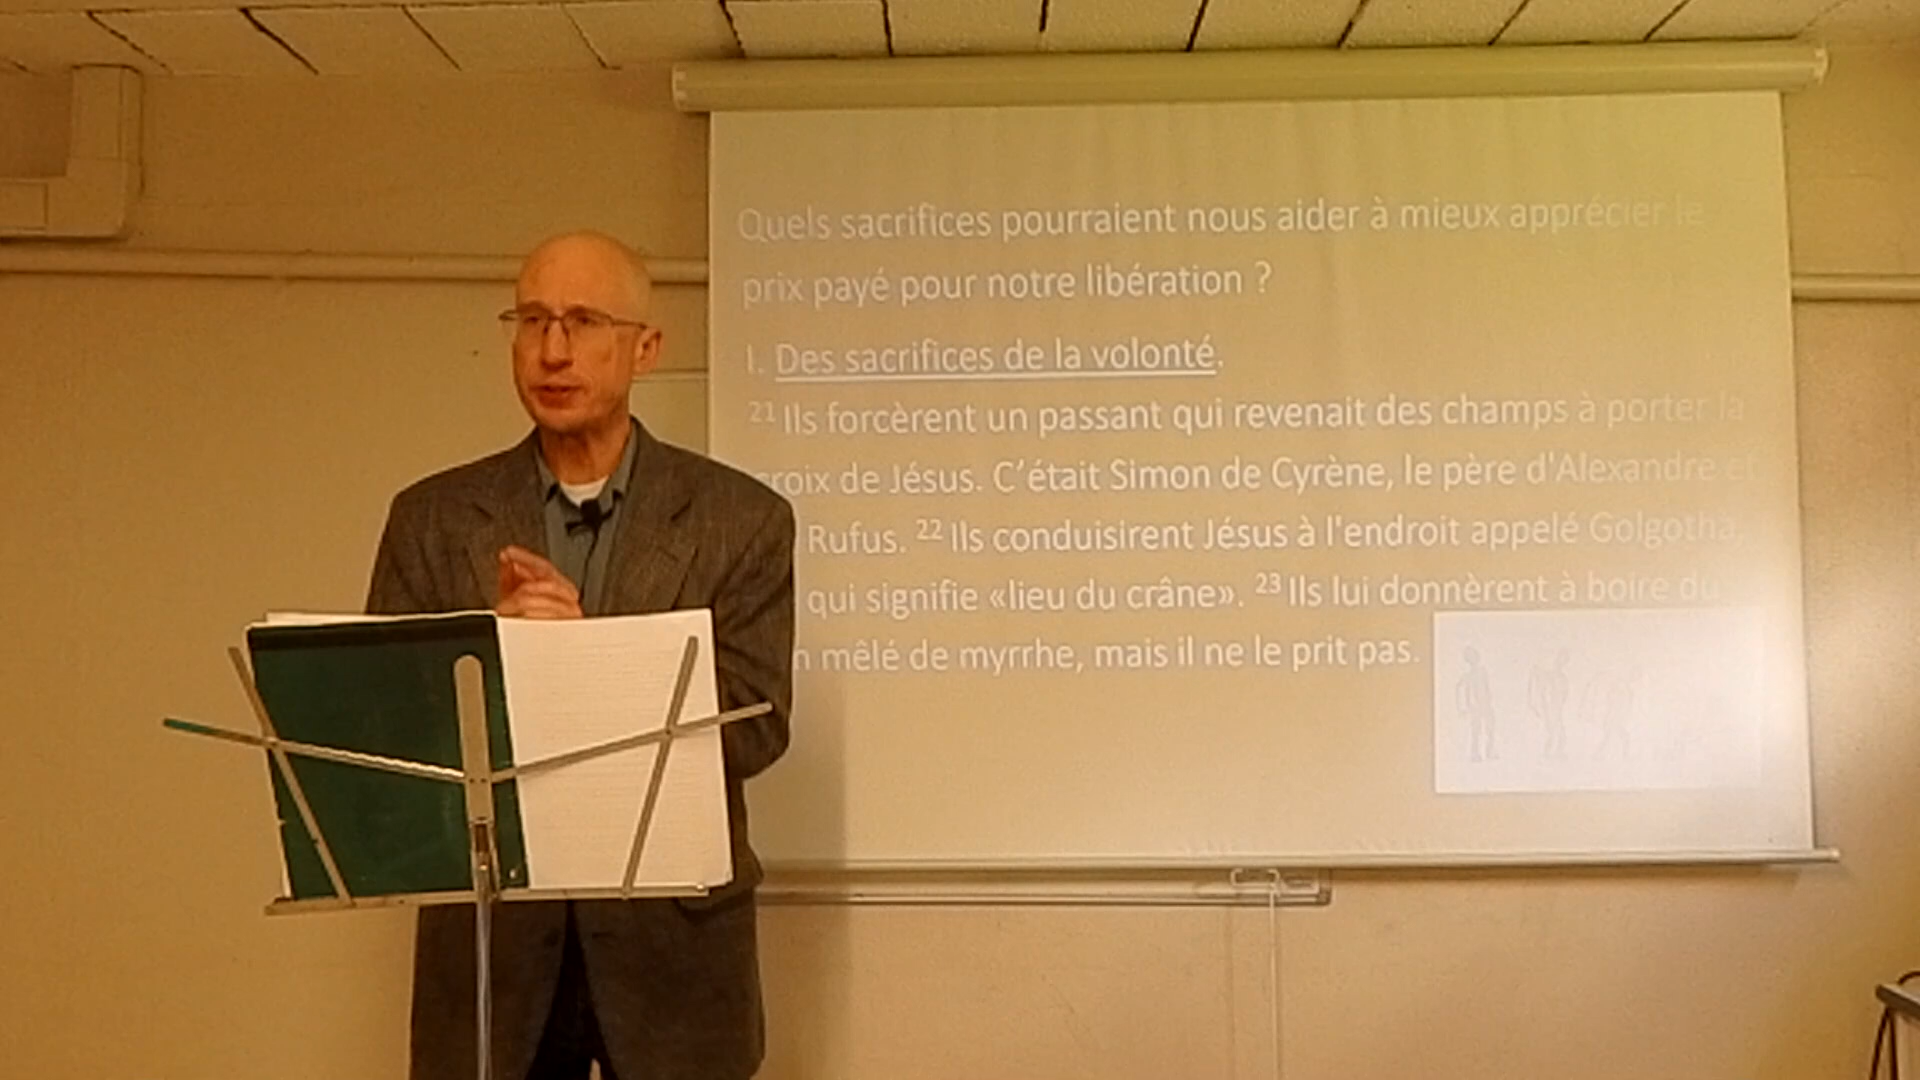 Quels sacrifices pourraient nous aider à mieux apprécier le
prix payé pour notre libération ?
I. Des sacrifices de la volonté.
21 Ils forcèrent un passant qui revenait des champs à porter la
croix de Jésus. C’était Simon de Cyrène, le père d'Alexandre et
Rufus. 22 Ils conduisirent Jésus à l'endroit appelé Golgotha,
qui signifie «lieu du crâne». 23 Ils lui donnèrent à boire du
mêlé de myrrhe, mais il ne le prit pas.